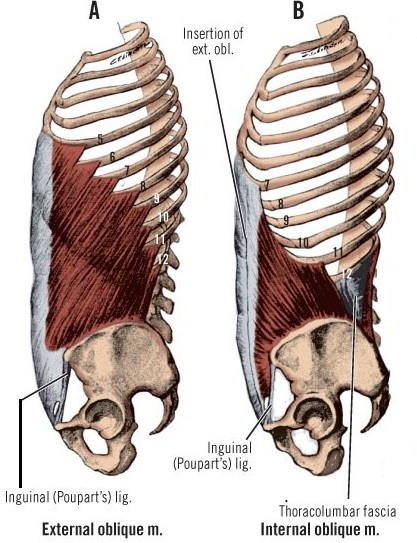 A
B
Insertion of
ext. obl.
5
6
7
8
9
10
11
12
7
8
9
10
11
12
Inguinal
(Poupart's) lig.
Inguinal (Poupart's) lig.
Thoracolumbar fascia
External oblique m.
Internal oblique m.